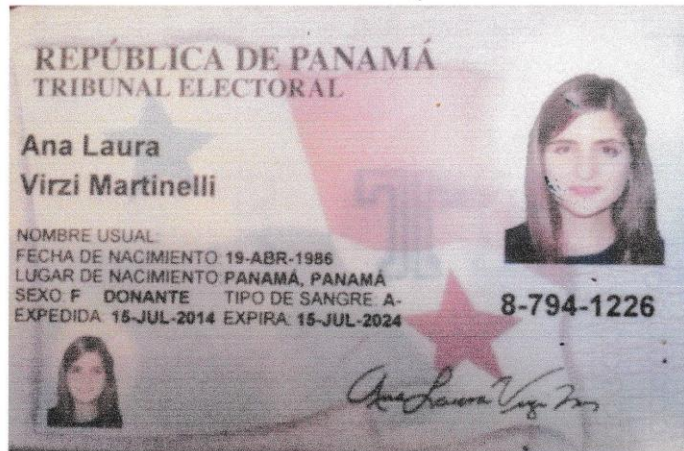 REPÚBLICA DE PANAMÁ
TRIBUNAL ELECTORAL
Ana Laura
Virzi Martinelli
NOMBRE USUAL:
FECHA DE NACIMIENTO: 19-ABR-1986
LUGAR DE NACIMIENTO: PANAMÁ, PANAMÁ
SEXO: F DONANTE TIPO DE SANGRE: A-
EXPEDIDA: 15-JUL-2014 EXPIRA: 15-JUL-2024
8-794-1226